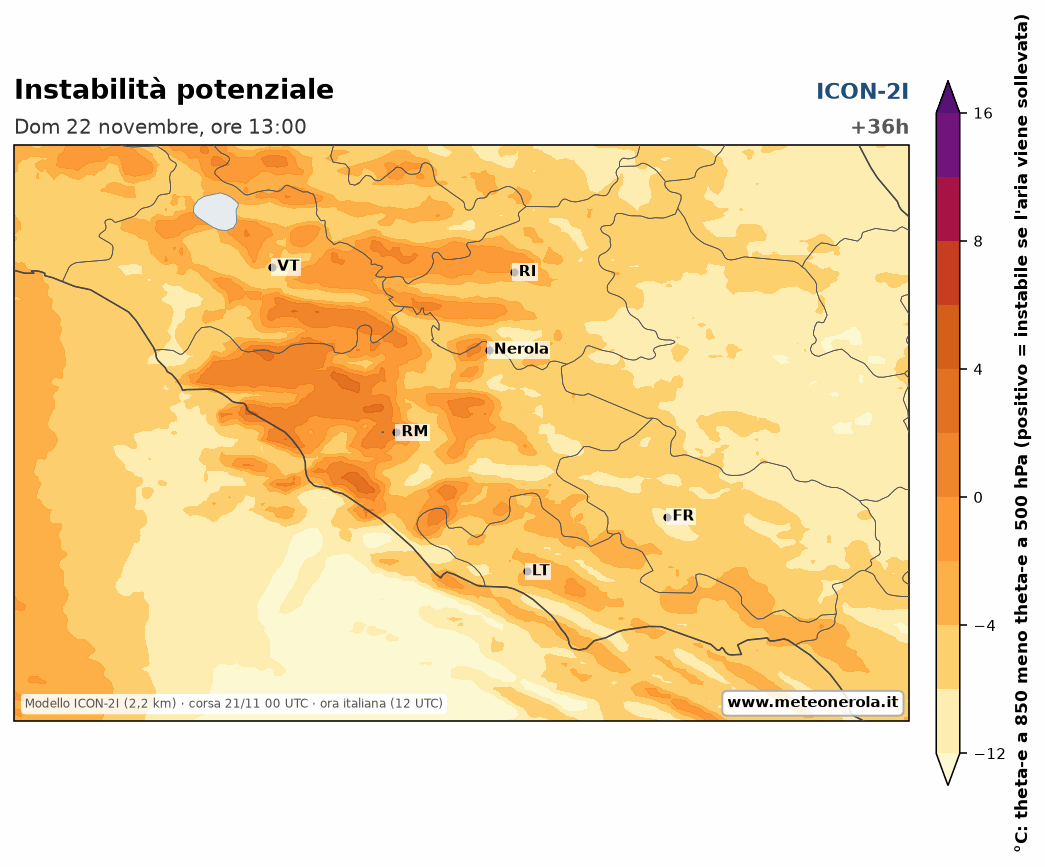 Instabilità potenziale
ICON-2I
Dom 22 novembre, ore 13:00
+36h
VT
RI
Nerola
RM
FR
LT
Modello ICON-2I (2,2 km) · corsa 21/11 00 UTC · ora italiana (12 UTC)
www.meteonerola.it
16
8
4
0
−4
−12
°C: theta-e a 850 meno theta-e a 500 hPa (positivo = instabile se l'aria viene sollevata)